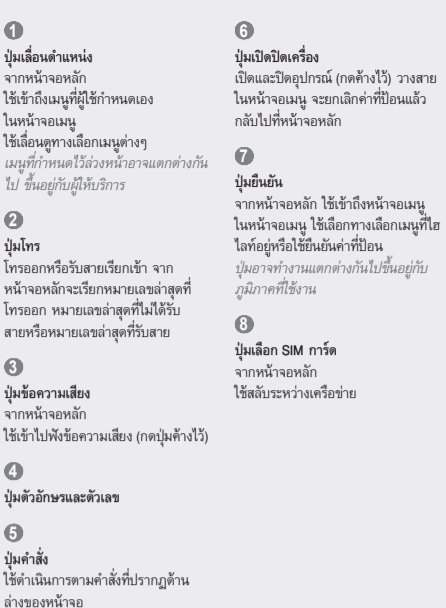 1
ปุ่มเลื่อนตำแหน่ง
จากหน้าจอหลัก
ใช้เข้าถึงเมนูที่ผู้ใช้กำหนดเอง
ในหน้าจอเมนู
ใช้เลื่อนดูทางเลือกเมนูต่างๆ
เมนูที่กำหนดไว้ล่วงหน้าอาจแตกต่างกัน
ไป ขึ้นอยู่กับผู้ให้บริการ
2
ปุ่มโทร
โทรออกหรือรับสายเรียกเข้า จาก
หน้าจอหลักจะเรียกหมายเลขล่าสุดที่
โทรออก หมายเลขล่าสุดที่ไม่ได้รับ
สายหรือหมายเลขล่าสุดที่รับสาย
3
ปุ่มข้อความเสียง
จากหน้าจอหลัก
ใช้เข้าไปฟังข้อความเสียง (กดปุ่มค้างไว้)
4
ปุ่มตัวอักษรและตัวเลข
5
ปุ่มคำสั่ง
ใช้ดำเนินการตามคำสั่งที่ปรากฏด้าน
ล่างของหน้าจอ
6
ปุ่มเปิดปิดเครื่อง
เปิดและปิดอุปกรณ์ (กดค้างไว้) วางสาย
ในหน้าจอเมนู จะยกเลิกค่าที่ป้อนแล้ว
กลับไปที่หน้าจอหลัก
7
ปุ่มยืนยัน
จากหน้าจอหลัก ใช้เข้าถึงหน้าจอเมนู
ในหน้าจอเมนู ใช้เลือกทางเลือกเมนูที่ไฮ
ไลท์อยู่หรือใช้ยืนยันค่าที่ป้อน
ปุ่มอาจทำงานแตกต่างกันไปขึ้นอยู่กับ
ภูมิภาคที่ใช้งาน
8
ปุ่มเลือก SIM การ์ด
จากหน้าจอหลัก
ใช้สลับระหว่างเครือข่าย